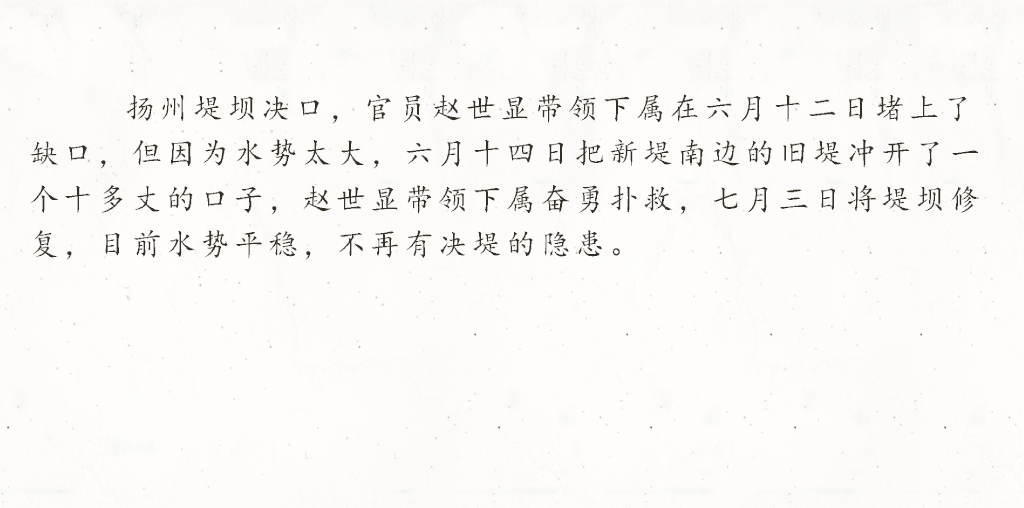 扬州堤坝决口，官员赵世显带领下属在六月十二日堵上了
缺口，但因为水势太大，六月十四日把新堤南边的旧堤冲开了一
个十多丈的口子，赵世显带领下属奋勇扑救，七月三日将堤坝修
复，目前水势平稳，不再有决堤的隐患。